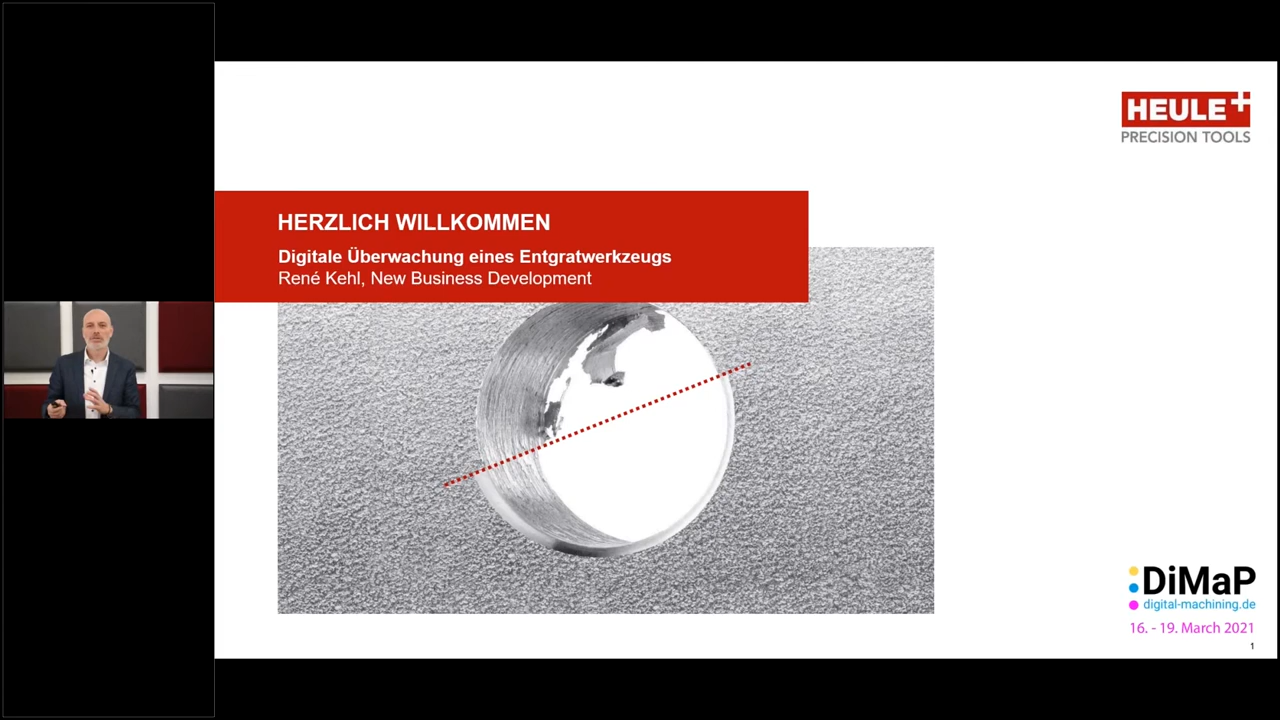 HEULE+
PRECISION TOOLS
HERZLICH WILLKOMMEN
Digitale Überwachung eines Entgratwerkzeugs
René Kehl, New Business Development
DiMaP
digital-machining.de
16. - 19. March 2021
1